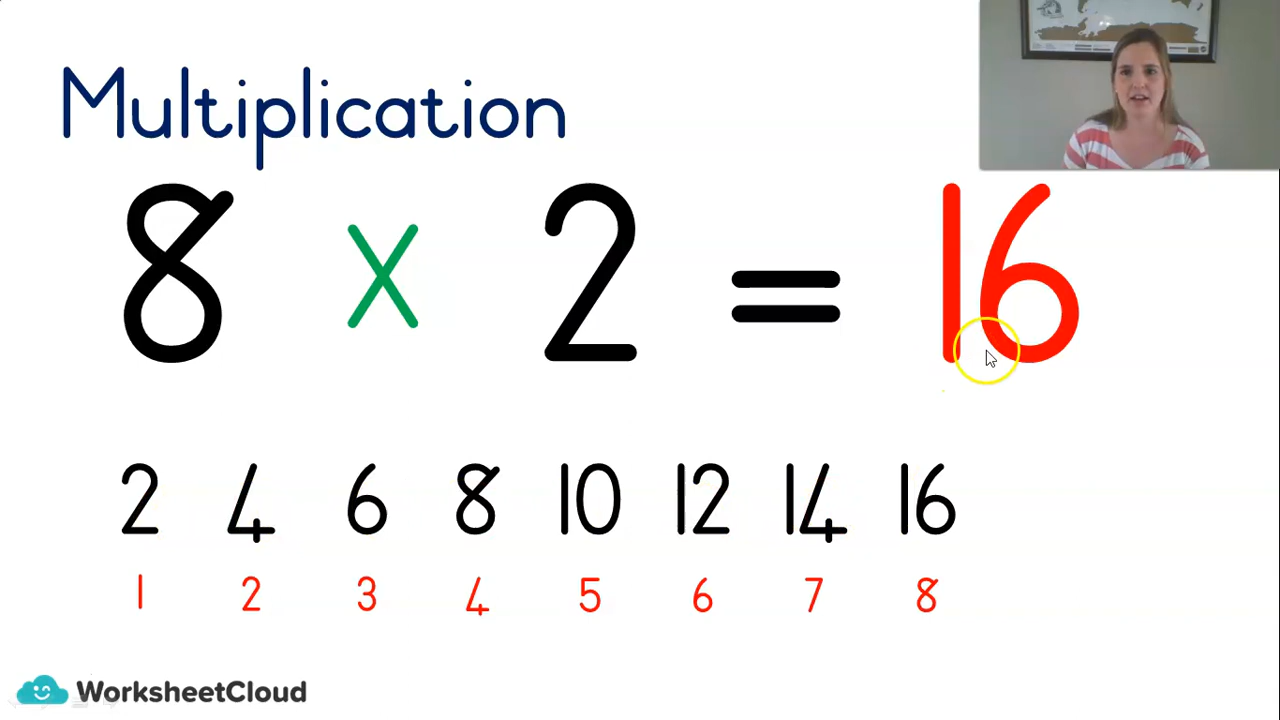 Multiplication
8 x 2 = 16
2 4 6 8 10 12 14 16
1 2 3 4 5 6 7 8
WorksheetCloud